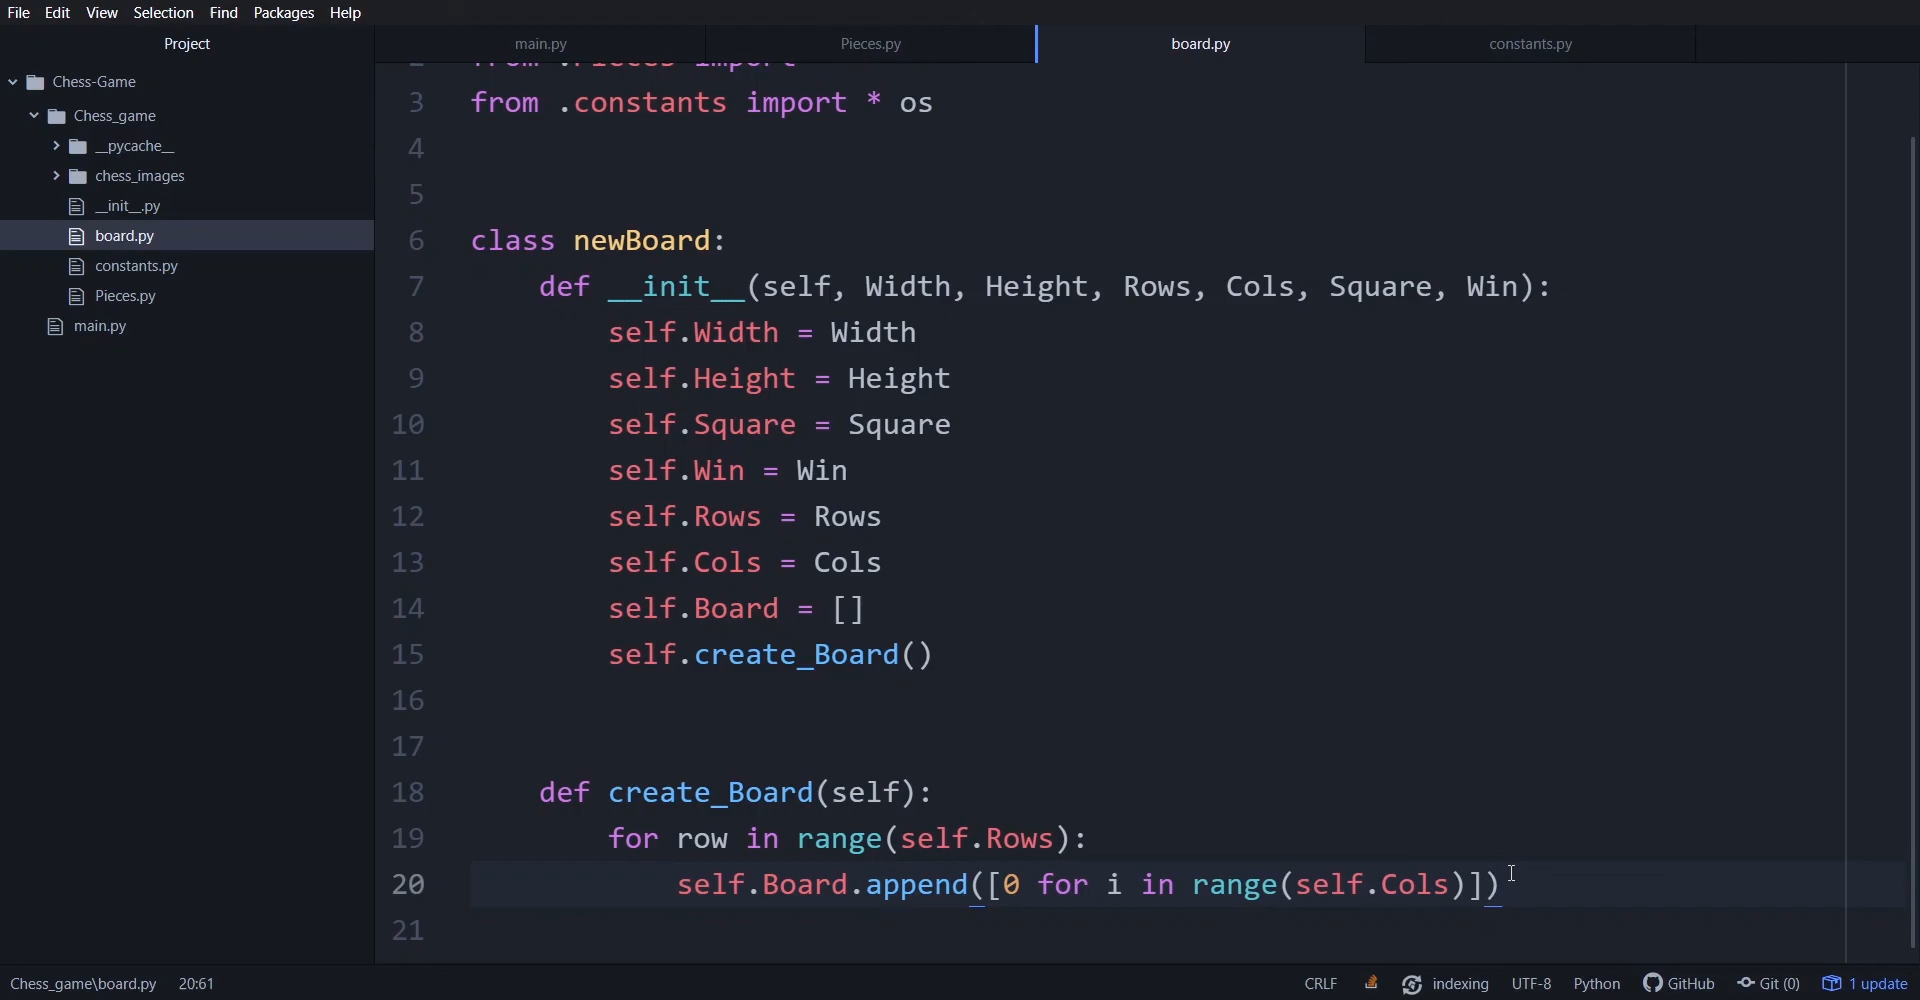 File Edit View Selection Find Packages Help
Project
main.py
Pieces.py
board.py
constants.py
Chess-Game
Chess_game
__pycache__
chess_images
__init__.py
board.py
constants.py
Pieces.py
main.py
2 from .Pieces import
3 from .constants import * os
4
5
6 class newBoard:
7 def __init__(self, Width, Height, Rows, Cols, Square, Win):
8 self.Width = Width
9 self.Height = Height
10 self.Square = Square
11 self.Win = Win
12 self.Rows = Rows
13 self.Cols = Cols
14 self.Board = []
15 self.create_Board()
16
17
18 def create_Board(self):
19 for row in range(self.Rows):
20 self.Board.append([0 for i in range(self.Cols)])
21
Chess_game\board.py 20:61 CRLF indexing UTF-8 Python GitHub Git (0) 1 update